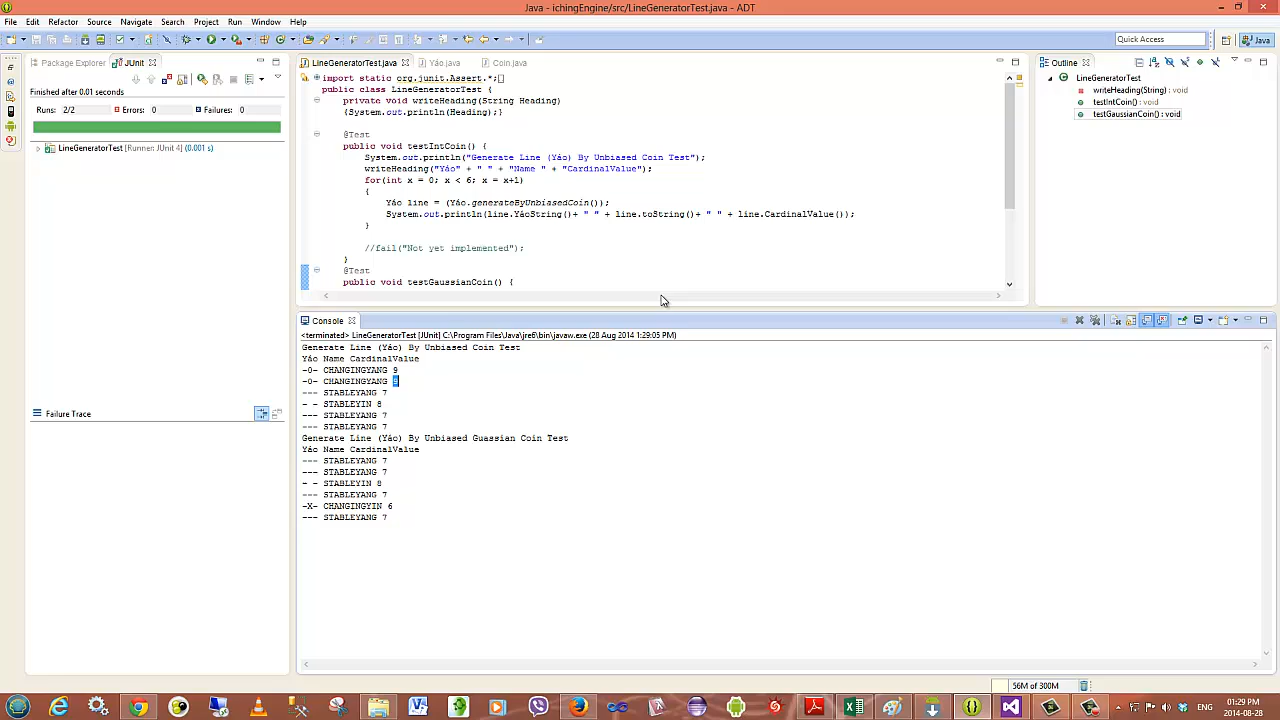 Java - ichingEngine/src/LineGeneratorTest.java - ADT
File Edit Refactor Source Navigate Search Project Run Window Help
Quick Access
Java
Package Explorer
JUnit
Finished after 0.01 seconds
Runs: 2/2
Errors: 0
Failures: 0
LineGeneratorTest [Runner: JUnit 4] (0.001 s)
Failure Trace
LineGeneratorTest.java
Yáo.java
Coin.java
import static org.junit.Assert.*;
public class LineGeneratorTest {
private void writeHeading(String Heading)
{System.out.println(Heading);}
@Test
public void testIntCoin() {
System.out.println("Generate Line (Yáo) By Unbiased Coin Test");
writeHeading("Yáo" + " " + "Name " + "CardinalValue");
for(int x = 0; x < 6; x = x+1)
{
Yáo line = (Yáo.generateByUnbiasedCoin());
System.out.println(line.YáoString()+ " " + line.toString()+ " " + line.CardinalValue());
}
//fail("Not yet implemented");
}
@Test
public void testGaussianCoin() {
Outline
LineGeneratorTest
writeHeading(String) : void
testIntCoin() : void
testGaussianCoin() : void
Console
<terminated> LineGeneratorTest [JUnit] C:\Program Files\Java\jre6\bin\javaw.exe (28 Aug 2014 1:29:05 PM)
Generate Line (Yáo) By Unbiased Coin Test
Yáo Name CardinalValue
-0- CHANGINGYANG 9
-0- CHANGINGYANG 9
--- STABLEYANG 7
- - STABLEYIN 8
--- STABLEYANG 7
--- STABLEYANG 7
Generate Line (Yáo) By Unbiased Guassian Coin Test
Yáo Name CardinalValue
--- STABLEYANG 7
--- STABLEYANG 7
- - STABLEYIN 8
--- STABLEYANG 7
-X- CHANGINGYIN 6
--- STABLEYANG 7
56M of 300M
ENG
01:29 PM
2014-08-28